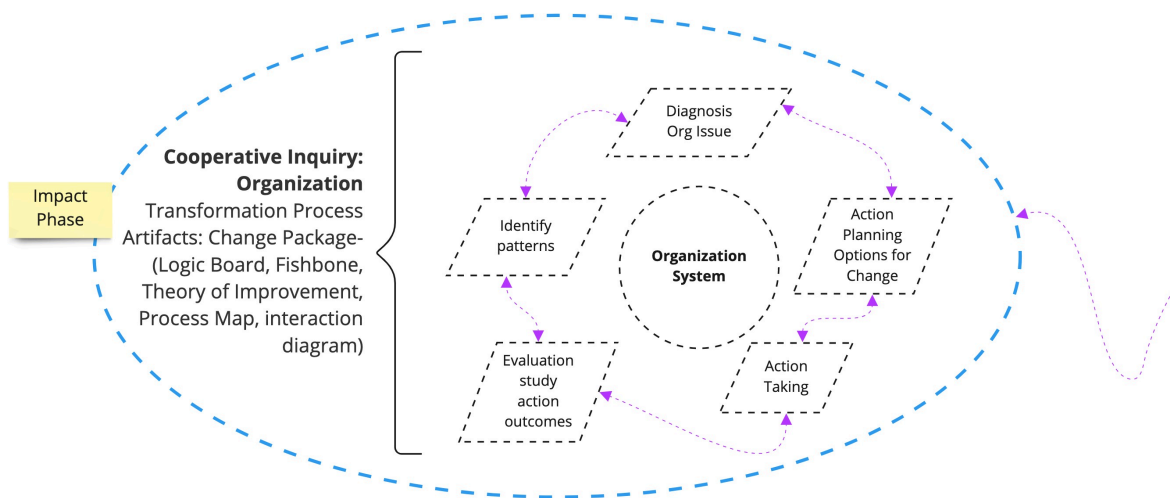 Impact
Phase
Cooperative Inquiry:
Organization
Transformation Process
Artifacts: Change Package-
(Logic Board, Fishbone,
Theory of Improvement,
Process Map, interaction
diagram)
Diagnosis
Org Issue
Identify
patterns
Organization
System
Action
Planning
Options for
Change
Evaluation
study
action
outcomes
Action
Taking